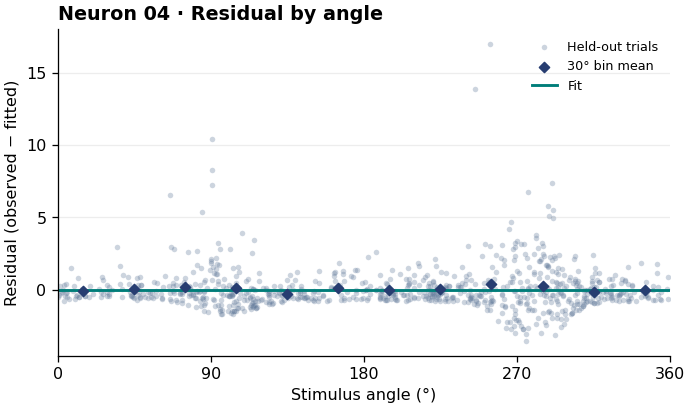 Neuron 04 · Residual by angle
Held-out trials
30° bin mean
Fit
Residual (observed − fitted)
15
10
5
0
0 90 180 270 360
Stimulus angle (°)